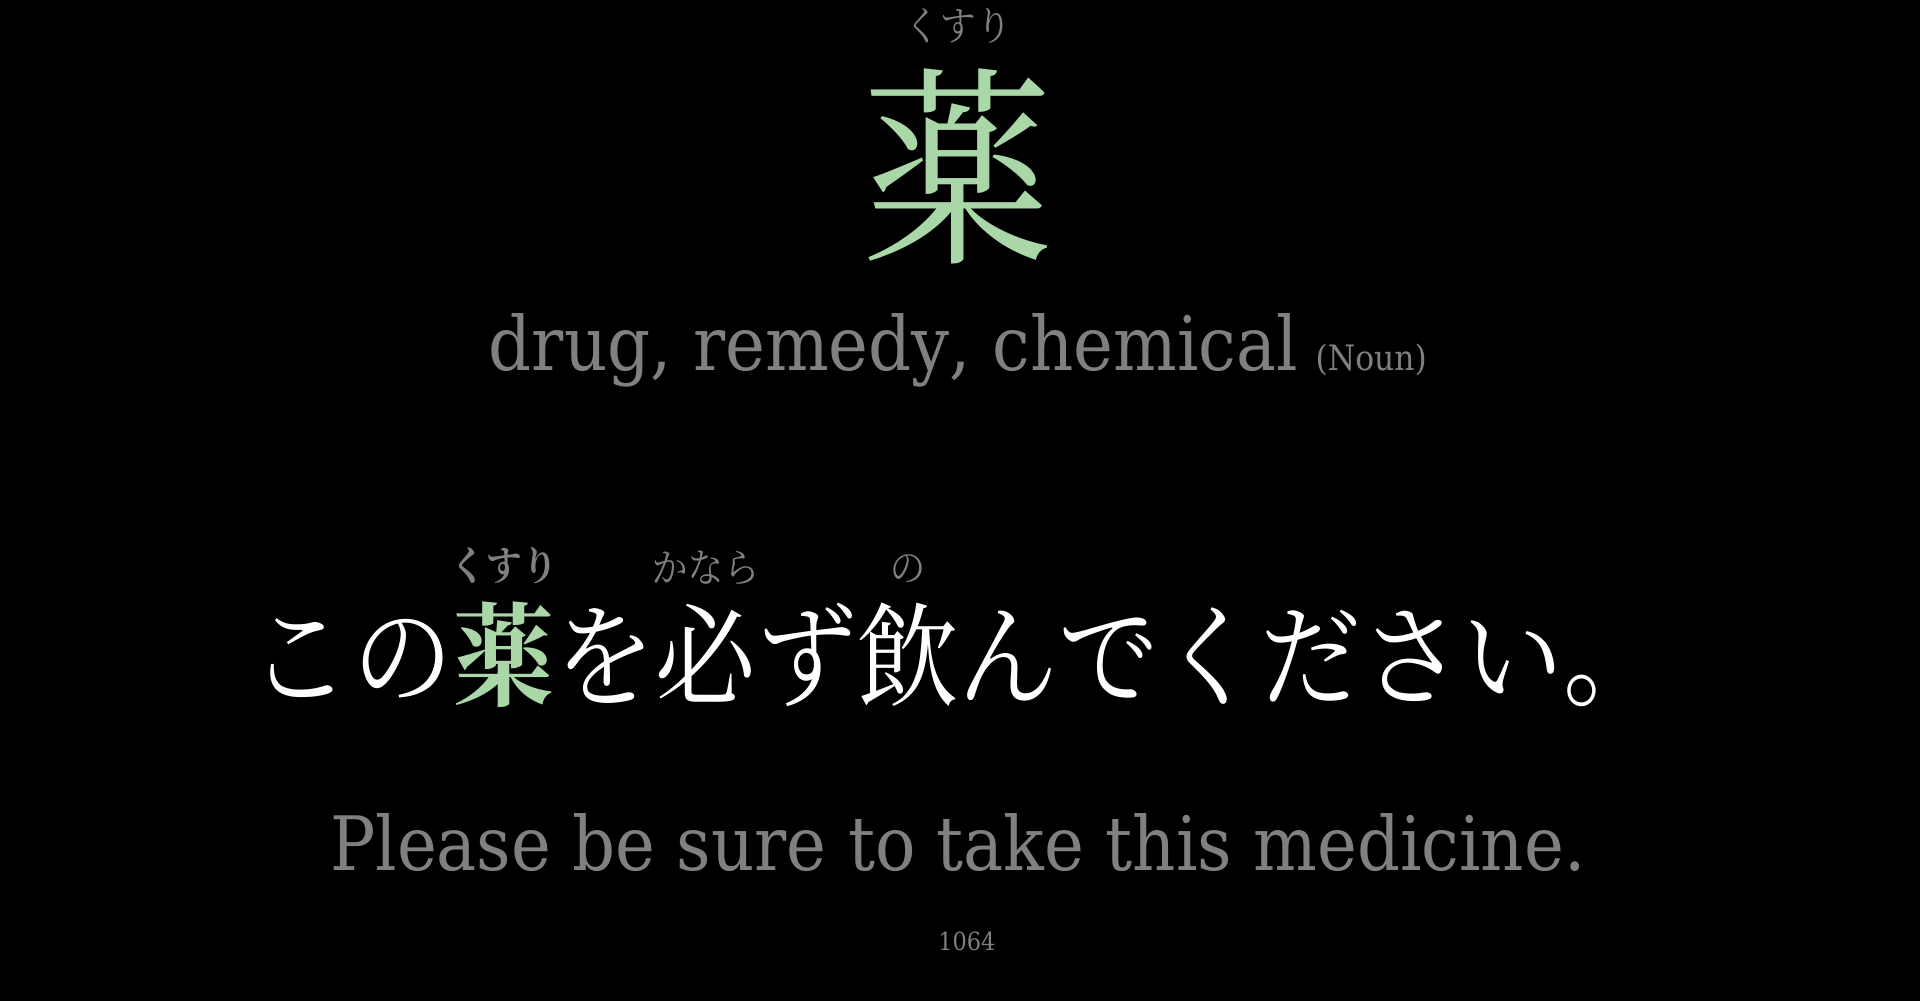 くすり
薬
drug, remedy, chemical (Noun)
くすり かなら の
この薬を必ず飲んでください。
Please be sure to take this medicine.
1064